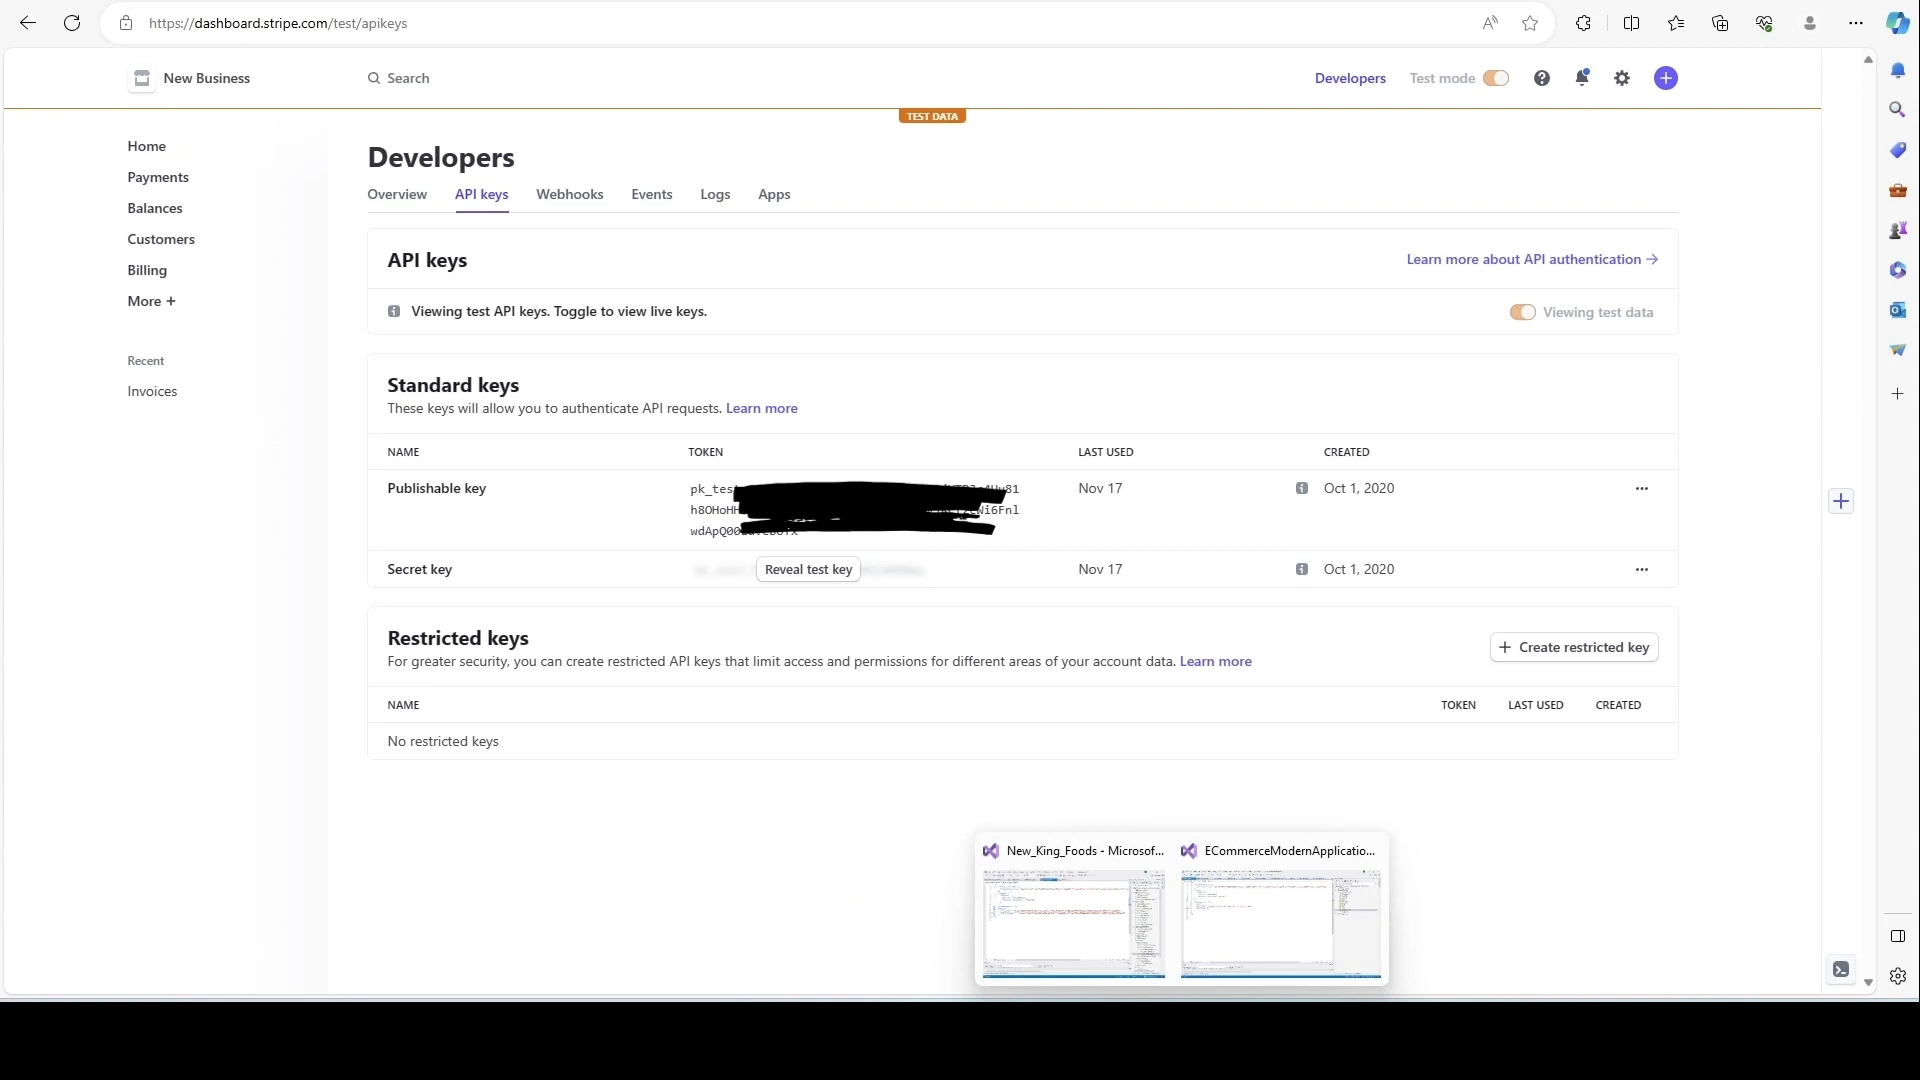 https://dashboard.stripe.com/test/apikeys
New Business
Search
Developers
Test mode
TEST DATA
Home
Payments
Balances
Customers
Billing
More +
Recent
Invoices
Developers
Overview API keys Webhooks Events Logs Apps
API keys
Learn more about API authentication →
Viewing test API keys. Toggle to view live keys.
Viewing test data
Standard keys
These keys will allow you to authenticate API requests. Learn more
NAME TOKEN LAST USED CREATED
Publishable key
pk_test
81
h8OHoHH
Wi6Fnl
wdApQ00
Nov 17
Oct 1, 2020
Secret key
Reveal test key
Nov 17
Oct 1, 2020
Restricted keys
For greater security, you can create restricted API keys that limit access and permissions for different areas of your account data. Learn more
+ Create restricted key
NAME TOKEN LAST USED CREATED
No restricted keys
New_King_Foods - Microsof...
ECommerceModernApplicatio...